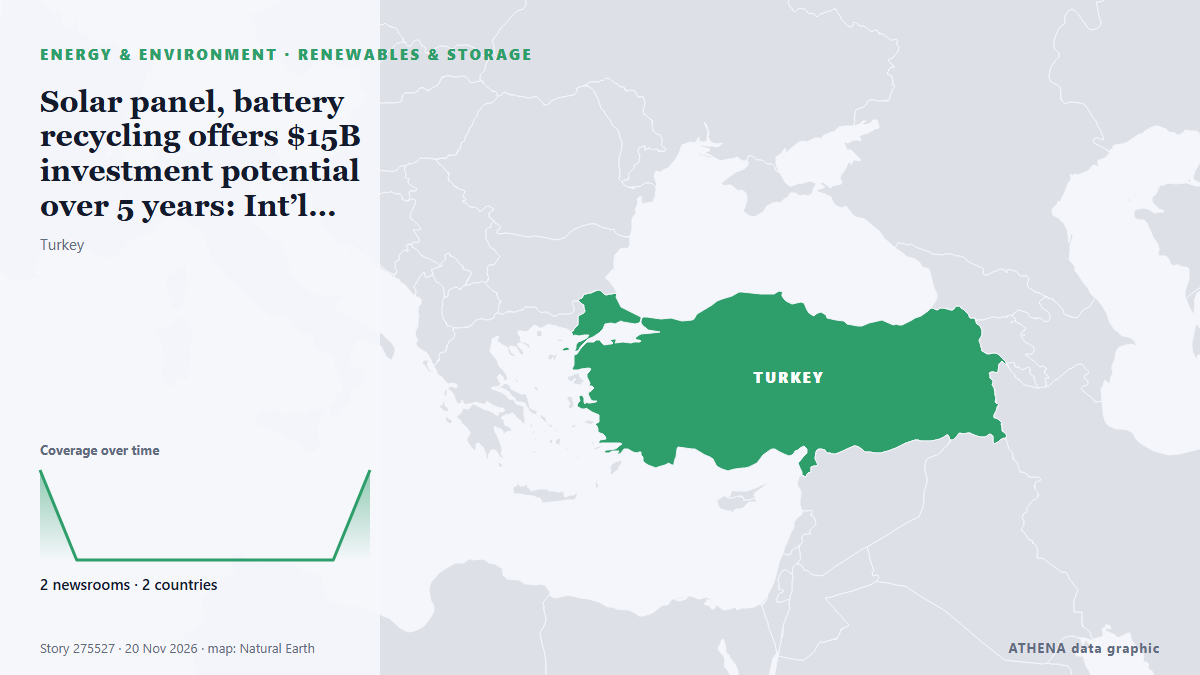 ENERGY & ENVIRONMENT · RENEWABLES & STORAGE
Solar panel, battery
recycling offers $15B
investment potential
over 5 years: Int’l…
Turkey
TURKEY
Coverage over time
2 newsrooms · 2 countries
Story 275527 · 20 Nov 2026 · map: Natural Earth
ATHENA data graphic